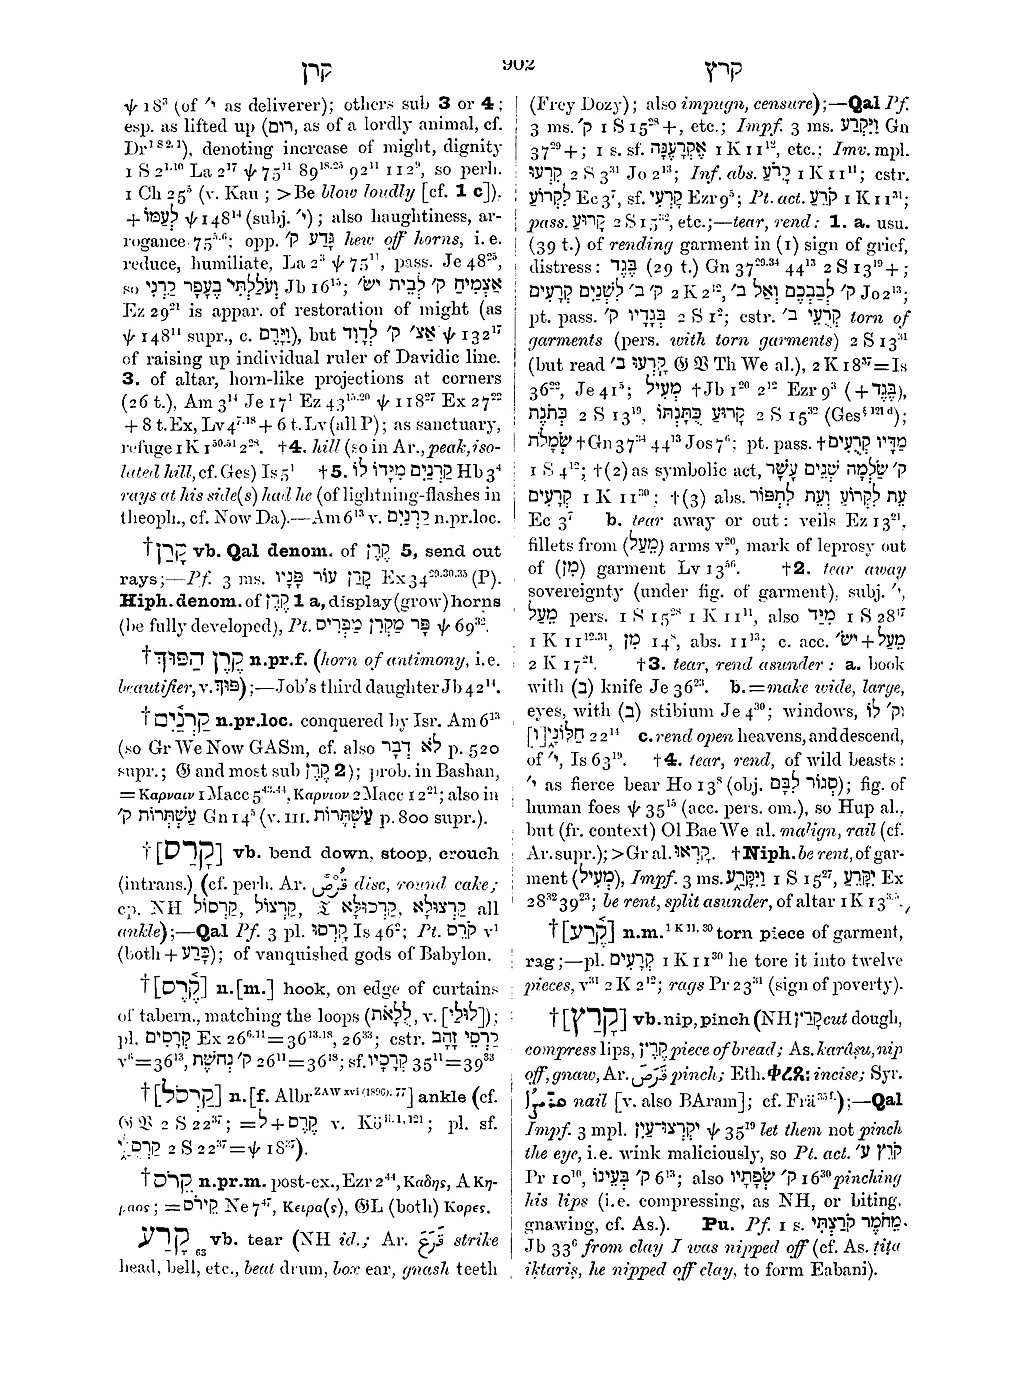 קרן 902 קרץ
ψ 18³ (of ׳י as deliverer); others sub 3 or 4;
esp. as lifted up (רום, as of a lordly animal, cf.
Dr¹ ˢ ²·¹), denoting increase of might, dignity
1 S 2¹·¹⁰ La 2¹⁷ ψ 75¹¹ 89¹⁸·²⁵ 92¹¹ 112⁹, so perh.
1 Ch 25⁵ (v. Kau; >Be blow loudly [cf. 1 c]),
+ לְעַמּוֹ ψ 148¹⁴ (subj. ׳י); also haughtiness, ar-
rogance 75⁵·⁶; opp. גָּדַע ק׳ hew off horns, i.e.
reduce, humiliate, La 2³ ψ 75¹¹, pass. Je 48²⁵,
so וְעֹלַלְתִּי בֶעָפָר קַרְנִי Jb 16¹⁵; אַצְמִיחַ ק׳ לְבֵית יש׳
Ez 29²¹ is appar. of restoration of might (as
ψ 148¹⁴ supr., c. וַיָּרֶם), but אצ׳ ק׳ לְדָוִד ψ 132¹⁷
of raising up individual ruler of Davidic line.
3. of altar, horn-like projections at corners
(26 t.), Am 3¹⁴ Je 17¹ Ez 43¹⁵·²⁰ ψ 118²⁷ Ex 27²²
+ 8 t. Ex, Lv 4⁷·¹⁸ + 6 t. Lv (all P); as sanctuary,
refuge 1 K 1⁵⁰·⁵¹ 2²⁸. †4. hill (so in Ar., peak, iso-
lated hill, cf. Ges) Is 5¹ †5. קַרְנַיִם מִיָּדוֹ לוֹ Hb 3⁴
rays at his side(s) had he (of lightning-flashes in
theoph., cf. Now Da).—Am 6¹³ v. קַרְנַיִם n.pr.loc.
†קָרַן vb. Qal denom. of קֶרֶן 5, send out
rays;—Pf. 3 ms. קָרַן עוֹר פָּנָיו Ex 34²⁹·³⁰·³⁵ (P).
Hiph. denom. of קֶרֶן 1 a, display (grow) horns
(be fully developed), Pt. פַּר מַקְרִן מַפְרִים ψ 69³².
†קֶרֶן הַפּוּךְ n.pr.f. (horn of antimony, i.e.
beautifier, v. פּוּךְ);—Job's third daughter Jb 42¹⁴.
†קַרְנַיִם n.pr.loc. conquered by Isr. Am 6¹³
(so Gr We Now GASm, cf. also לֹא דְבָר p. 520
supr.; 𝔊 and most sub קֶרֶן 2); prob. in Bashan,
= Καρναιν 1 Macc 5⁴³·⁴⁴, Καρνιον 2 Macc 12²¹; also in
עַשְׁתְּרוֹת ק׳ Gn 14⁵ (v. III. עַשְׁתָּרוֹת p. 800 supr.).
†[קָרַס] vb. bend down, stoop, crouch
(intrans.) (cf. perh. Ar. قُرْص disc, round cake;
cp. NH קַרְסֹל, קַרְצוֹל, 𝔗 קַרְכוּלָא, קַרְצוּלָא all
ankle);—Qal Pf. 3 pl. קָרְסוּ Is 46²; Pt. קֹרֵס v¹
(both + כָּרַע); of vanquished gods of Babylon.
†[קֶרֶס] n.[m.] hook, on edge of curtains
of tabern., matching the loops (לֻלָאֹת, v. [לוּלַי]);
pl. קְרָסִים Ex 26⁶·¹¹=36¹³·¹⁸, 26³³; cstr. קַרְסֵי זָהָב
v⁶=36¹³, ק׳ נְחֹשֶׁת 26¹¹=36¹⁸; sf. קְרָסָיו 35¹¹=39³³
†[קַרְסֹל] n.[f. Albr ZAW xvi (1896), 77] ankle (cf.
𝔊 𝔙 2 S 22³⁷; = ל + קֶרֶס v. Kö ii. 1, 121; pl. sf.
קַרְסֻלָּי 2 S 22³⁷=ψ 18³⁷).
†קֵרֹס n.pr.m. post-ex., Ezr 2⁴⁴, Καδης, A Κη-
ραος; = קֵירֹס Ne 7⁴⁷, Κειρα(ς), 𝔊L (both) Κορες.
קָרַע 63 vb. tear (NH id.; Ar. قَرَعَ strike
head, bell, etc., beat drum, box ear, gnash teeth
(Frey Dozy); also impugn, censure);—Qal Pf.
3 ms. ק׳ 1 S 15²⁸ +, etc.; Impf. 3 ms. וַיִּקְרַע Gn
37²⁹ +; 1 s. sf. אֶקְרָעֶנָּה 1 K 11¹², etc.; Imv. mpl.
קִרְעוּ 2 S 3³¹ Jo 2¹³; Inf. abs. קָרֹעַ 1 K 11¹¹; cstr.
לִקְרוֹעַ Ec 3⁷, sf. קָרְעִי Ezr 9⁵; Pt. act. קֹרֵעַ 1 K 11³¹;
pass. קָרוּעַ 2 S 15³², etc.;—tear, rend: 1. a. usu.
(39 t.) of rending garment in (1) sign of grief,
distress: בֶּגֶד (29 t.) Gn 37²⁹·³⁴ 44¹³ 2 S 13¹⁹ +;
ק׳ לְבַבְכֶם וְאַל ב׳, ק׳ ב׳ לִשְׁנַיִם קְרָעִים 2 K 2¹², Jo 2¹³;
pt. pass. בְּגָדָיו ק׳ 2 S 1²; cstr. קְרֻעֵי ב׳ torn of
garments (pers. with torn garments) 2 S 13³¹
(but read קָרְעוּ ב׳ 𝔊 𝔙 Th We al.), 2 K 18³⁷=Is
36²², Je 41⁵; מְעִיל †Jb 1²⁰ 2¹² Ezr 9³ (+ בֶּגֶד),
כְּתֹנֶת 2 S 13¹⁹, קָרוּעַ כֻּתָּנְתּוֹ 2 S 15³² (Ges § 121 d);
שִׂמְלֹת †Gn 37³⁴ 44¹³ Jos 7⁶; pt. pass. †מַדָּיו קְרֻעִים
1 S 4¹²; †(2) as symbolic act, ק׳ שַׂלְמָה שְׁנֵים עָשָׂר
קְרָעִים 1 K 11³⁰; †(3) abs. עֵת לִקְרוֹעַ וְעֵת לִתְפּוֹר
Ec 3⁷ b. tear away or out: veils Ez 13²¹,
fillets from (מֵעַל) arms v²⁰, mark of leprosy out
of (מִן) garment Lv 13⁵⁶. †2. tear away
sovereignty (under fig. of garment), subj. ׳י,
מֵעַל pers. 1 S 15²⁸ 1 K 11¹¹, also מִיַּד 1 S 28¹⁷
1 K 11¹²·³¹, מִן 14⁸, abs. 11¹³; c. acc. יש׳ + מֵעַל
2 K 17²¹. †3. tear, rend asunder: a. book
with (ב) knife Je 36²³. b. = make wide, large,
eyes, with (ב) stibium Je 4³⁰; windows, וק׳ לוֹ
חַלּוֹנָי[ו] 22¹⁴ c. rend open heavens, and descend,
of ׳י, Is 63¹⁹. †4. tear, rend, of wild beasts:
׳י as fierce bear Ho 13⁸ (obj. סְגוֹר לִבָּם); fig. of
human foes ψ 35¹⁵ (acc. pers. om.), so Hup al.,
but (fr. context) Ol Bae We al. malign, rail (cf.
Ar. supr.); >Gr al. קָרְאוּ. †Niph. be rent, of gar-
ment (מְעִיל), Impf. 3 ms. וַיִּקָּרַע 1 S 15²⁷, יִקָּרֵעַ Ex
28³² 39²³; be rent, split asunder, of altar 1 K 13³·⁵.
†[קֶרַע] n.m. 1 K 11, 30 torn piece of garment,
rag;—pl. קְרָעִים 1 K 11³⁰ he tore it into twelve
pieces, v³¹ 2 K 2¹²; rags Pr 23²¹ (sign of poverty).
†[קָרַץ] vb. nip, pinch (NH קָרַץ cut dough,
compress lips, קֶרֶץ piece of bread; As. karâṣu, nip
off, gnaw, Ar. قَرَصَ pinch; Eth. ቀረጸ: incise; Syr.
nail [v. also BAram]; cf. Frä 35 f.);—Qal
Impf. 3 mpl. יִקְרְצוּ־עַיִן ψ 35¹⁹ let them not pinch
the eye, i.e. wink maliciously, so Pt. act. קֹרֵץ ע׳
Pr 10¹⁰, ק׳ בְּעֵינָיו 6¹³; also ק׳ שְׂפָתָיו 16³⁰ pinching
his lips (i.e. compressing, as NH, or biting,
gnawing, cf. As.). Pu. Pf. 1 s. מֵחֹמֶר קֹרַצְתִּי
Jb 33⁶ from clay I was nipped off (cf. As. ṭiṭa
iktariṣ, he nipped off clay, to form Eabani).